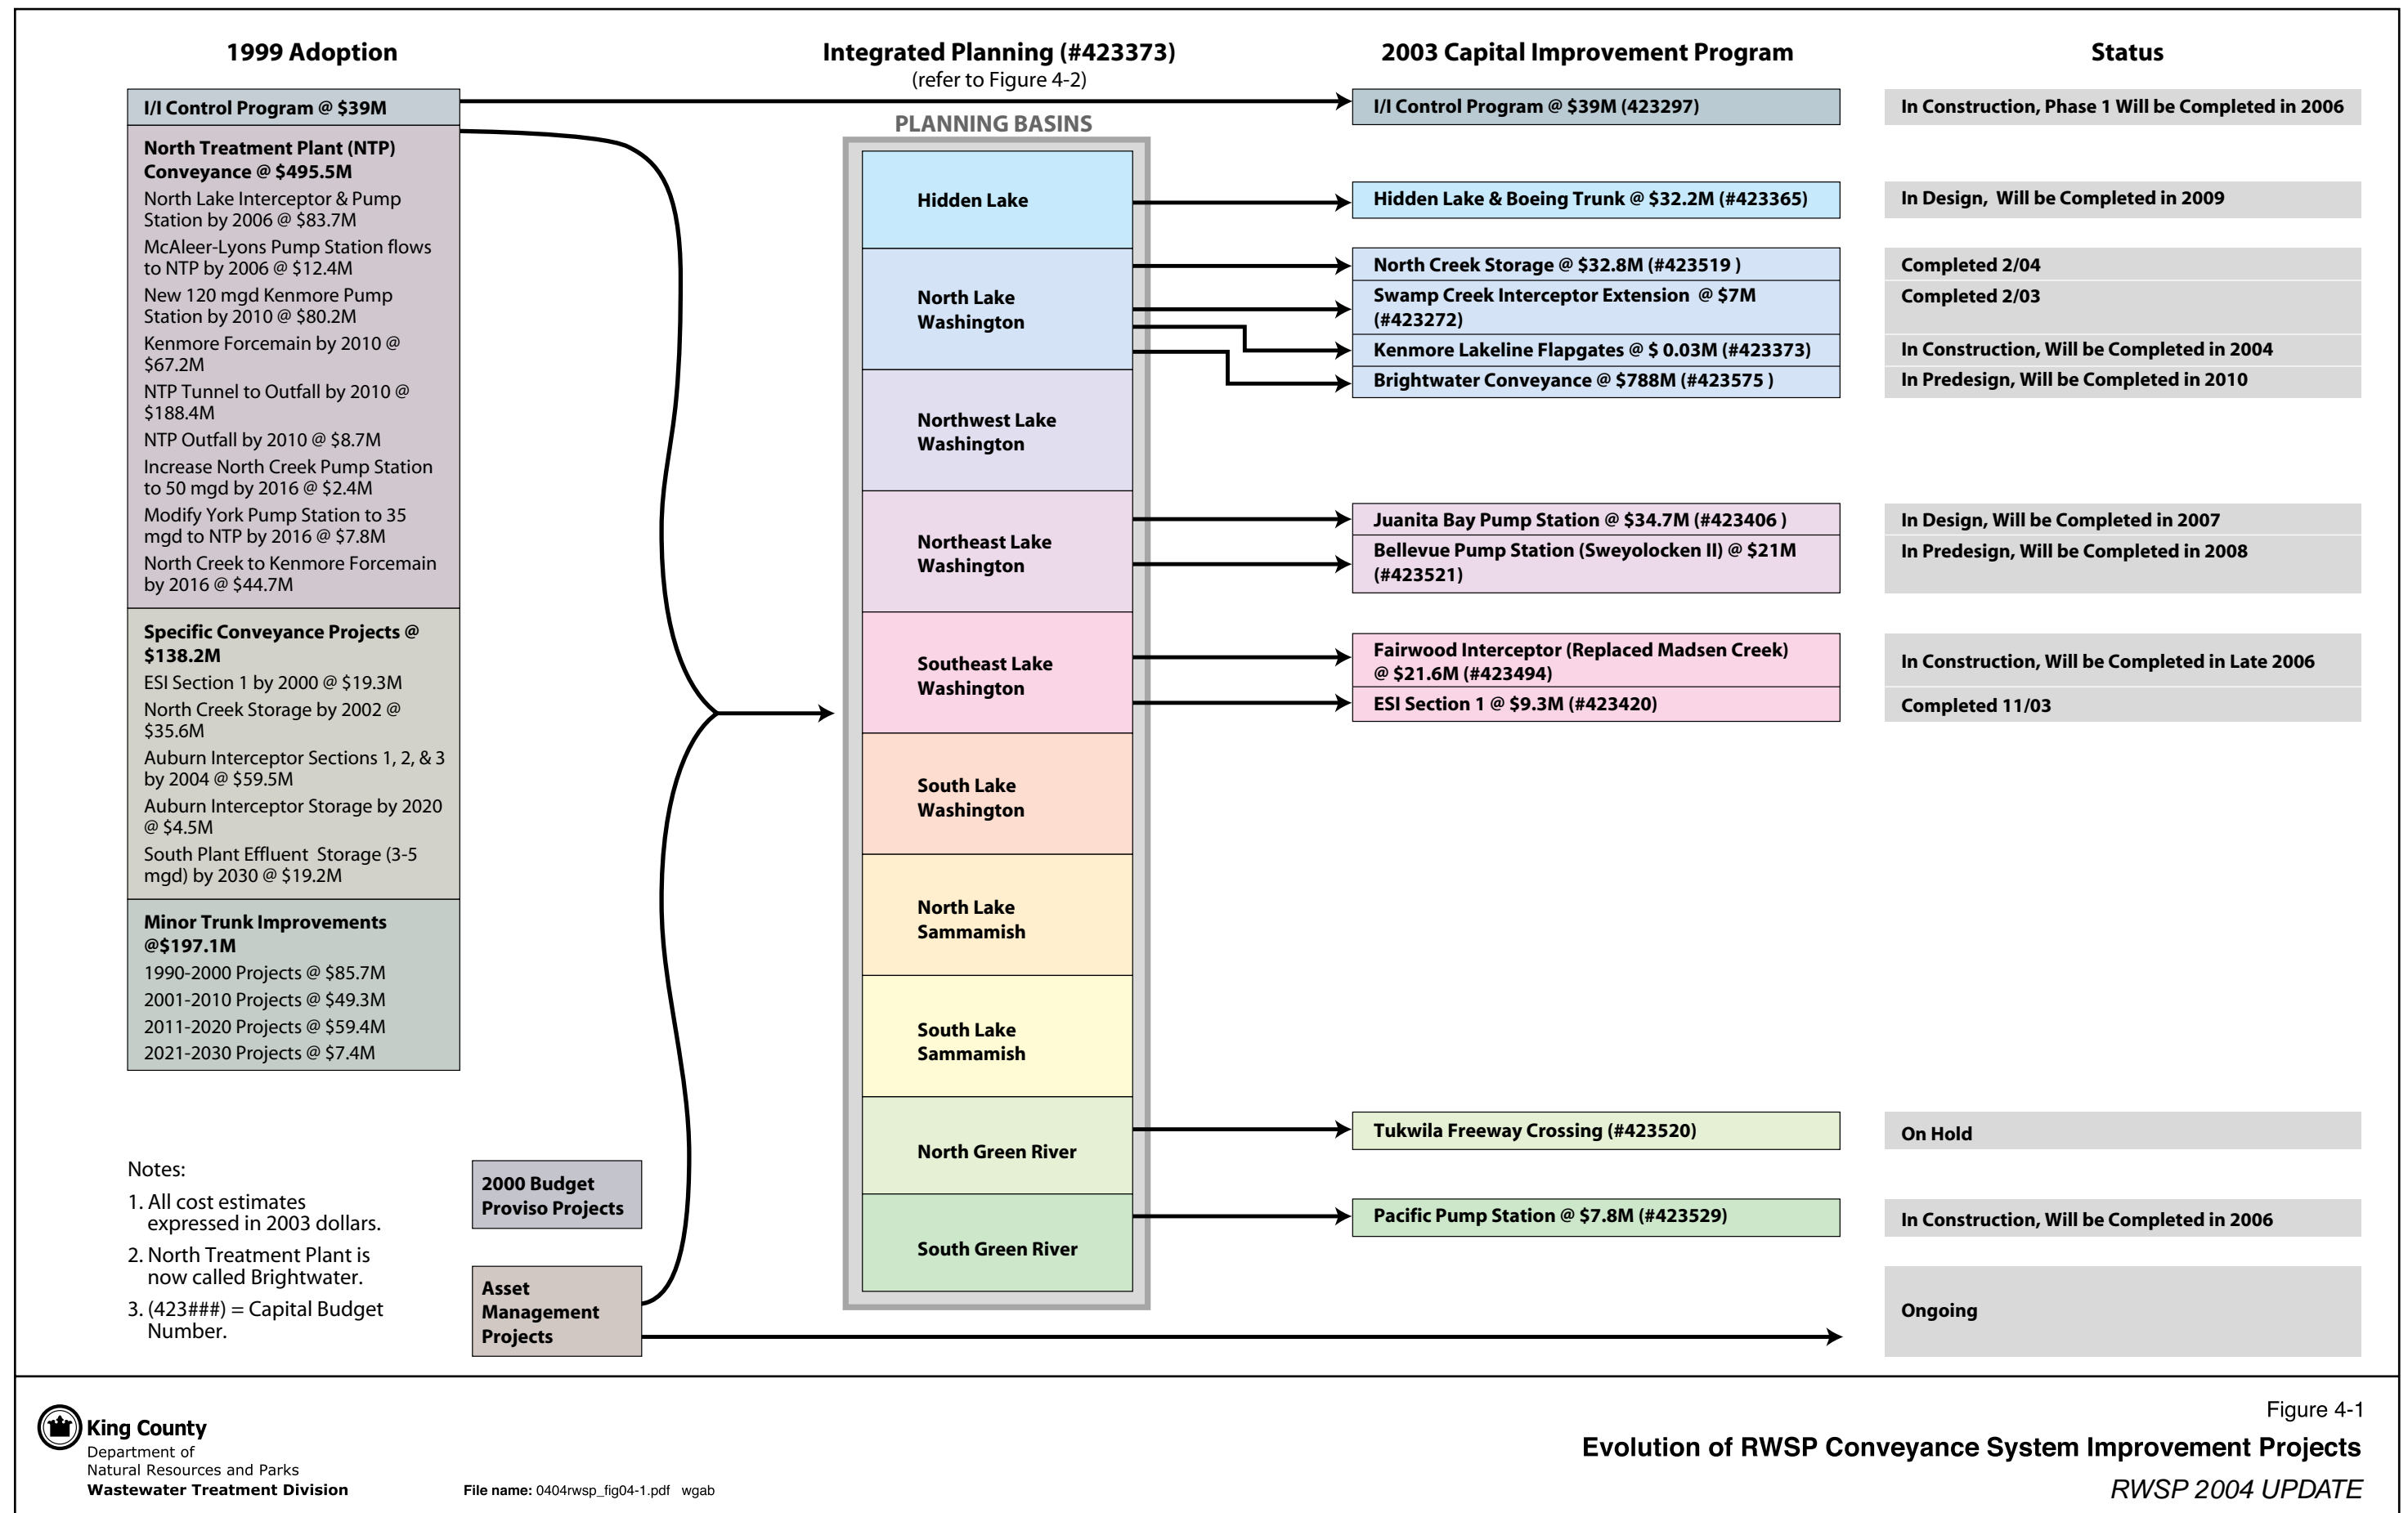 1999 Adoption
I/I Control Program @ $39M
North Treatment Plant (NTP)
Conveyance @ $495.5M
North Lake Interceptor & Pump
Station by 2006 @ $83.7M
McAleer-Lyons Pump Station flows
to NTP by 2006 @ $12.4M
New 120 mgd Kenmore Pump
Station by 2010 @ $80.2M
Kenmore Forcemain by 2010 @
$67.2M
NTP Tunnel to Outfall by 2010 @
$188.4M
NTP Outfall by 2010 @ $8.7M
Increase North Creek Pump Station
to 50 mgd by 2016 @ $2.4M
Modify York Pump Station to 35
mgd to NTP by 2016 @ $7.8M
North Creek to Kenmore Forcemain
by 2016 @ $44.7M
Specific Conveyance Projects @
$138.2M
ESI Section 1 by 2000 @ $19.3M
North Creek Storage by 2002 @
$35.6M
Auburn Interceptor Sections 1, 2, & 3
by 2004 @ $59.5M
Auburn Interceptor Storage by 2020
@ $4.5M
South Plant Effluent  Storage (3-5
mgd) by 2030 @ $19.2M
Minor Trunk Improvements
@$197.1M
1990-2000 Projects @ $85.7M
2001-2010 Projects @ $49.3M
2011-2020 Projects @ $59.4M
2021-2030 Projects @ $7.4M
Notes:
1. All cost estimates
expressed in 2003 dollars.
2. North Treatment Plant is
now called Brightwater.
3. (423###) = Capital Budget
Number.
2000 Budget
Proviso Projects
Asset
Management
Projects
Integrated Planning (#423373)
(refer to Figure 4-2)
PLANNING BASINS
Hidden Lake
North Lake
Washington
Northwest Lake
Washington
Northeast Lake
Washington
Southeast Lake
Washington
South Lake
Washington
North Lake
Sammamish
South Lake
Sammamish
North Green River
South Green River
2003 Capital Improvement Program
I/I Control Program @ $39M (423297)
Hidden Lake & Boeing Trunk @ $32.2M (#423365)
North Creek Storage @ $32.8M (#423519 )
Swamp Creek Interceptor Extension  @ $7M
(#423272)
Kenmore Lakeline Flapgates @ $ 0.03M (#423373)
Brightwater Conveyance @ $788M (#423575 )
Juanita Bay Pump Station @ $34.7M (#423406 )
Bellevue Pump Station (Sweyolocken II) @ $21M
(#423521)
Fairwood Interceptor (Replaced Madsen Creek)
@ $21.6M (#423494)
ESI Section 1 @ $9.3M (#423420)
Tukwila Freeway Crossing (#423520)
Pacific Pump Station @ $7.8M (#423529)
Status
In Construction, Phase 1 Will be Completed in 2006
In Design,  Will be Completed in 2009
Completed 2/04
Completed 2/03
In Construction, Will be Completed in 2004
In Predesign, Will be Completed in 2010
In Design, Will be Completed in 2007
In Predesign, Will be Completed in 2008
In Construction, Will be Completed in Late 2006
Completed 11/03
On Hold
In Construction, Will be Completed in 2006
Ongoing
King County
Department of
Natural Resources and Parks
Wastewater Treatment Division
File name: 0404rwsp_fig04-1.pdf   wgab
Figure 4-1
Evolution of RWSP Conveyance System Improvement Projects
RWSP 2004 UPDATE